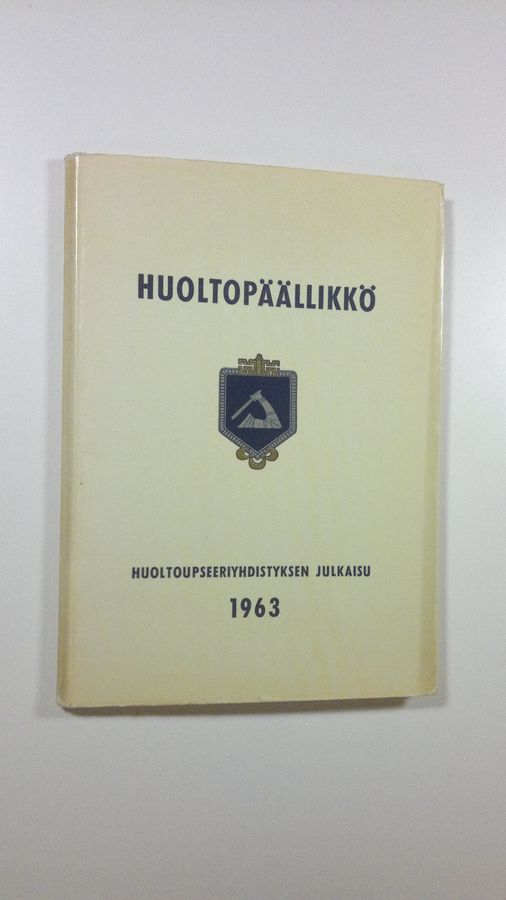 HUOLTOPÄÄLLIKKÖ
HUOLTOUPSEERIYHDISTYKSEN JULKAISU
1963